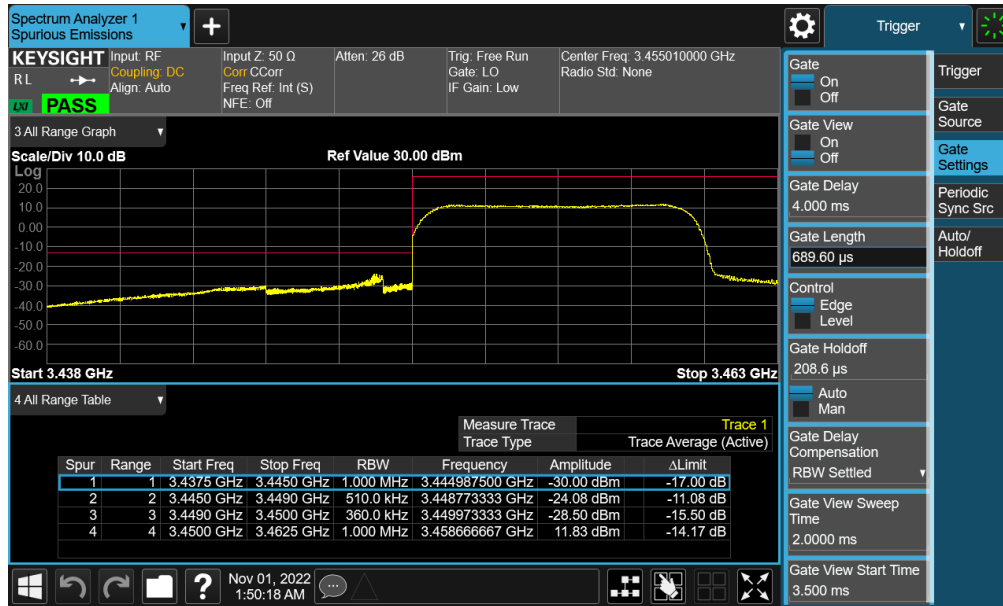 Spectrum Analyzer 1
Spurious Emissions
+
Trigger
KEYSIGHT
R L
LXI
PASS
Input: RF
Coupling: DC
Align: Auto
Input Z: 50 Ω
Corr CCorr
Freq Ref: Int (S)
NFE: Off
Atten: 26 dB
Trig: Free Run
Gate: LO
IF Gain: Low
Center Freq: 3.455010000 GHz
Radio Std: None
3 All Range Graph
Scale/Div 10.0 dB
Ref Value 30.00 dBm
Log
20.0
10.0
0.00
-10.0
-20.0
-30.0
-40.0
-50.0
-60.0
Start 3.438 GHz
Stop 3.463 GHz
4 All Range Table
Measure Trace Trace 1
Trace Type Trace Average (Active)
Spur Range Start Freq Stop Freq RBW Frequency Amplitude ΔLimit
1 1 3.4375 GHz 3.4450 GHz 1.000 MHz 3.444987500 GHz -30.00 dBm -17.00 dB
2 2 3.4450 GHz 3.4490 GHz 510.0 kHz 3.448773333 GHz -24.08 dBm -11.08 dB
3 3 3.4490 GHz 3.4500 GHz 360.0 kHz 3.449973333 GHz -28.50 dBm -15.50 dB
4 4 3.4500 GHz 3.4625 GHz 1.000 MHz 3.458666667 GHz 11.83 dBm -14.17 dB
?
Nov 01, 2022
1:50:18 AM
Gate
On
Off
Gate View
On
Off
Gate Delay
4.000 ms
Gate Length
689.60 µs
Control
Edge
Level
Gate Holdoff
208.6 µs
Auto
Man
Gate Delay
Compensation
RBW Settled
Gate View Sweep
Time
2.0000 ms
Gate View Start Time
3.500 ms
Trigger
Gate
Source
Gate
Settings
Periodic
Sync Src
Auto/
Holdoff